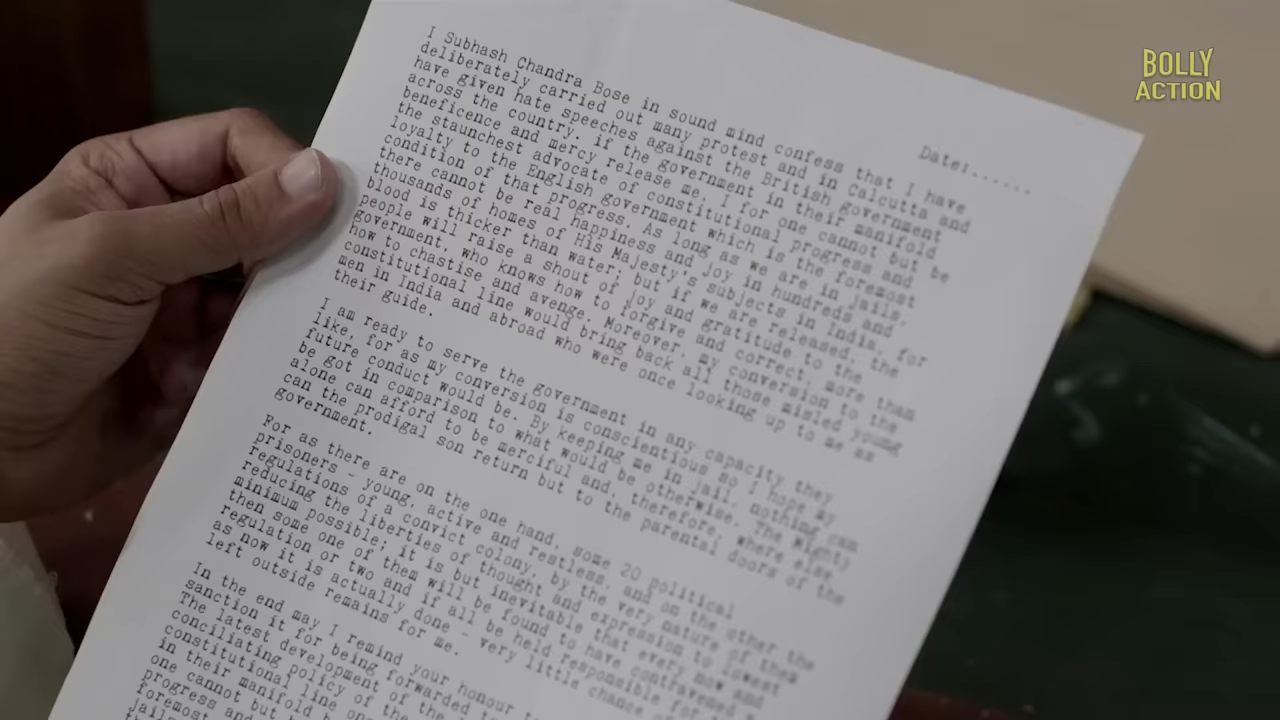 BOLLY
ACTION
Date:......
I Subhash Chandra Bose in sound mind confess that I have
deliberately carried out many protest and in Calcutta and
have given hate speeches against the British government
across the country. if the government in their manifold
beneficence and mercy release me, I for one cannot but be
the staunchest advocate of constitutional progress and
loyalty to the English government which is the foremost
condition of that progress. As long as we are in jails.
there cannot be real happiness and joy in hundreds and
thousands of homes of His Majesty's subjects in India, for
blood is thicker than water; but if we are released, the
people will raise a shout of joy and gratitude to the
government, who knows how to forgive and correct, more than
how to chastise and avenge. Moreover, my conversion to the
constitutional line would bring back all those misled young
men in India and abroad who were once looking up to me as
their guide.
I am ready to serve the government in any capacity they
like, for as my conversion is conscientious so I hope my
future conduct would be. By keeping me in jail, nothing can
be got in comparison to what would be otherwise. The Mighty
alone can afford to be merciful and, therefore, where else
can the prodigal son return but to the parental doors of the
government.
For as there are on the one hand, some 20 political
prisoners - young, active and restless, and on the other the
regulations of a convict colony, by the very nature of them
reducing the liberties of thought and expression to lowest
minimum possible; it is but inevitable that every now and
then some one of them will be found to have contravened a
regulation or two and if all be held responsible for
as now it is actually done - very little chance
left outside remains for me.
In the end may I remind your honour
sanction it for being forwarded
The latest development of the
conciliating policy of the
constitutional line
in their manifold
one cannot but
progress and
foremost
jails